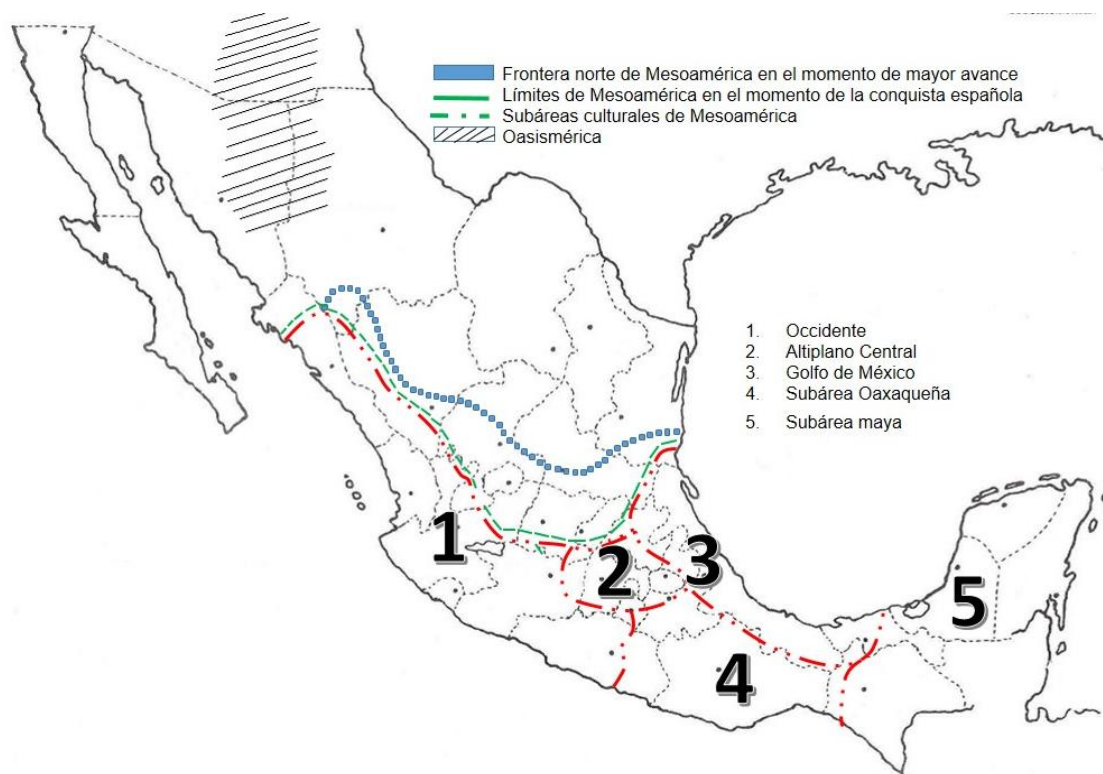 Frontera norte de Mesoamérica en el momento de mayor avance
Límites de Mesoamérica en el momento de la conquista española
Subáreas culturales de Mesoamérica
Oasismérica
1. Occidente
2. Altiplano Central
3. Golfo de México
4. Subárea Oaxaqueña
5. Subárea maya
1
2
3
4
5